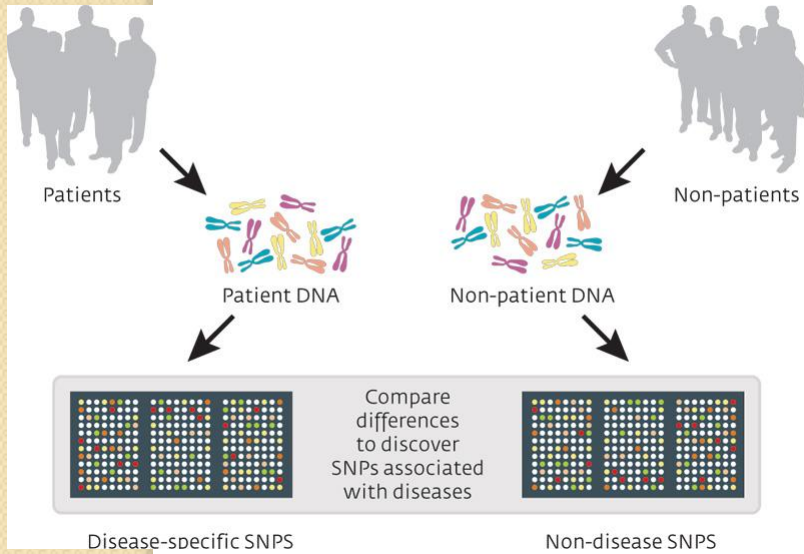 Patients
Non-patients
Patient DNA
Non-patient DNA
Compare
differences
to discover
SNPs associated
with diseases
Disease-specific SNPS
Non-disease SNPS